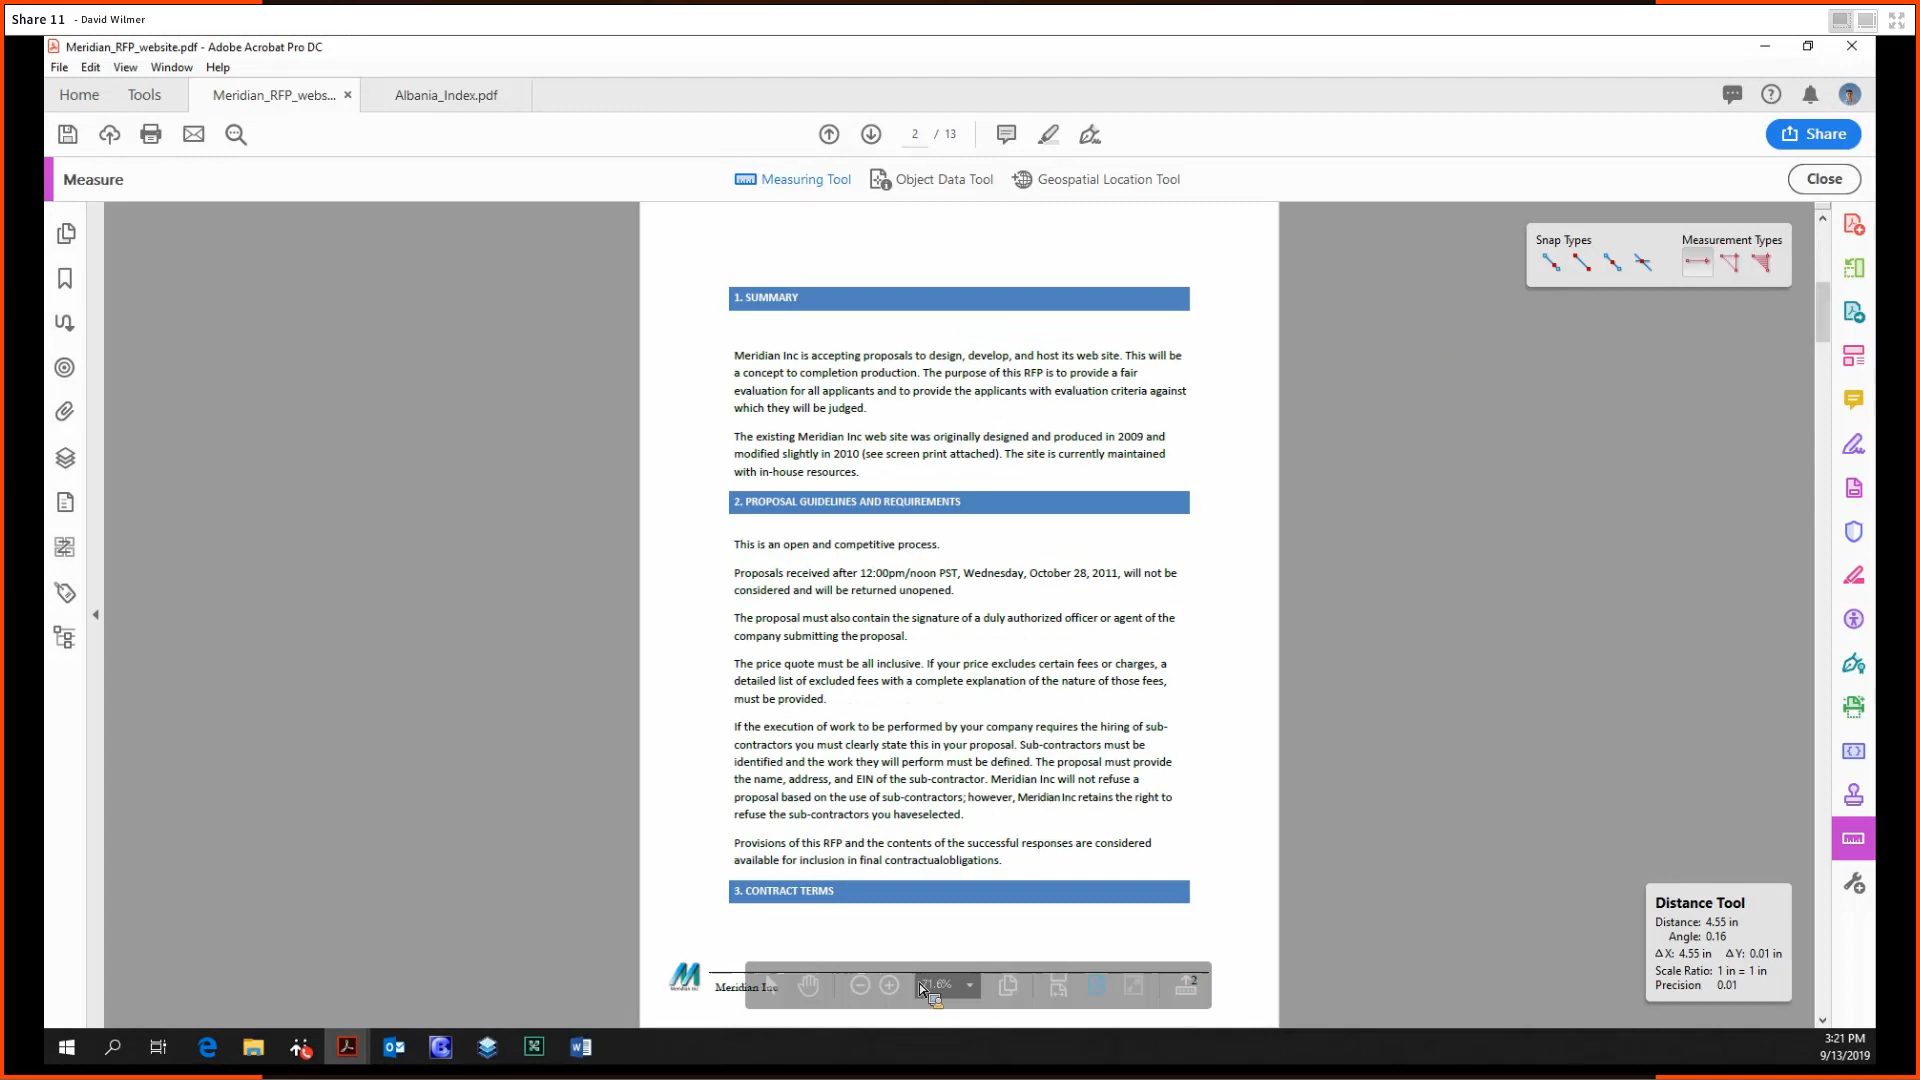 Share 11 - David Wilmer
Meridian_RFP_website.pdf - Adobe Acrobat Pro DC
File Edit View Window Help
Home Tools Meridian_RFP_webs... × Albania_Index.pdf
2 / 13
Share
Measure
Measuring Tool Object Data Tool Geospatial Location Tool
Close
Snap Types Measurement Types
1. SUMMARY
Meridian Inc is accepting proposals to design, develop, and host its web site. This will be
a concept to completion production. The purpose of this RFP is to provide a fair
evaluation for all applicants and to provide the applicants with evaluation criteria against
which they will be judged.
The existing Meridian Inc web site was originally designed and produced in 2009 and
modified slightly in 2010 (see screen print attached). The site is currently maintained
with in-house resources.
2. PROPOSAL GUIDELINES AND REQUIREMENTS
This is an open and competitive process.
Proposals received after 12:00pm/noon PST, Wednesday, October 28, 2011, will not be
considered and will be returned unopened.
The proposal must also contain the signature of a duly authorized officer or agent of the
company submitting the proposal.
The price quote must be all inclusive. If your price excludes certain fees or charges, a
detailed list of excluded fees with a complete explanation of the nature of those fees,
must be provided.
If the execution of work to be performed by your company requires the hiring of sub-
contractors you must clearly state this in your proposal. Sub-contractors must be
identified and the work they will perform must be defined. The proposal must provide
the name, address, and EIN of the sub-contractor. Meridian Inc will not refuse a
proposal based on the use of sub-contractors; however, Meridian Inc retains the right to
refuse the sub-contractors you haveselected.
Provisions of this RFP and the contents of the successful responses are considered
available for inclusion in final contractualobligations.
3. CONTRACT TERMS
Distance Tool
Distance: 4.55 in
Angle: 0.16
Δ X: 4.55 in Δ Y: 0.01 in
Scale Ratio: 1 in = 1 in
Precision 0.01
Meridian Inc
71.6%
2
3:21 PM
9/13/2019